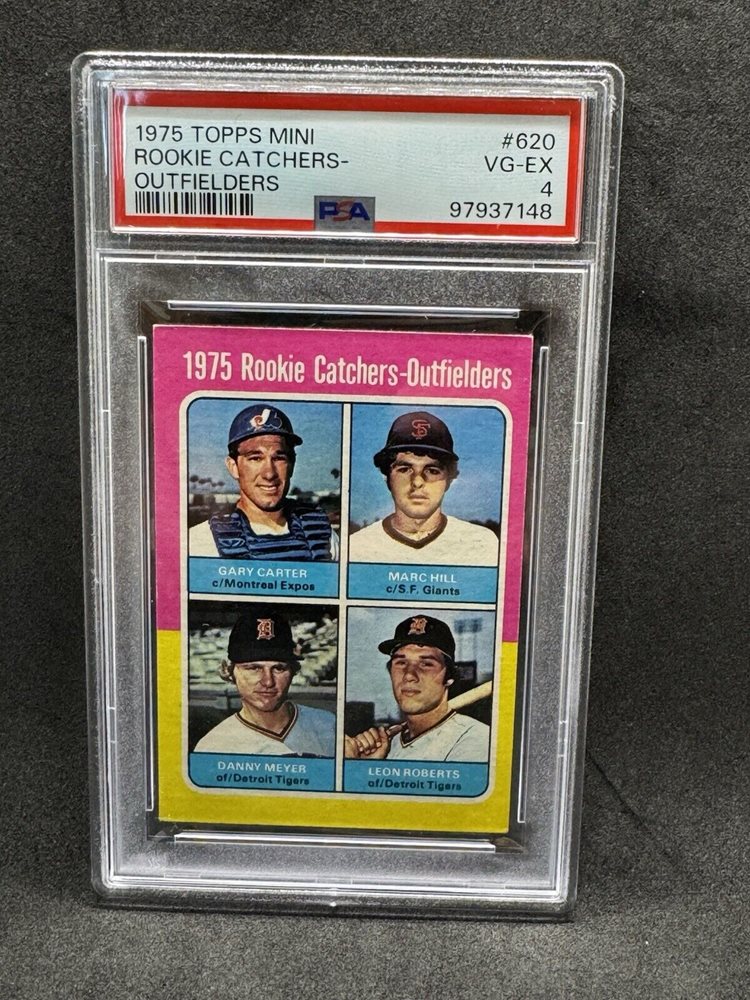 1975 TOPPS MINI #620
ROOKIE CATCHERS- VG-EX
OUTFIELDERS 4
PSA 97937148
1975 Rookie Catchers-Outfielders
GARY CARTER
c/Montreal Expos
MARC HILL
c/S.F. Giants
DANNY MEYER
of/Detroit Tigers
LEON ROBERTS
of/Detroit Tigers